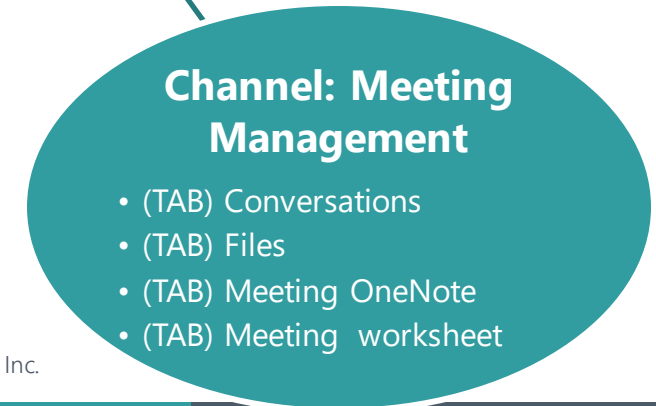 Channel: Meeting
Management
• (TAB) Conversations
• (TAB) Files
• (TAB) Meeting OneNote
• (TAB) Meeting worksheet
Inc.